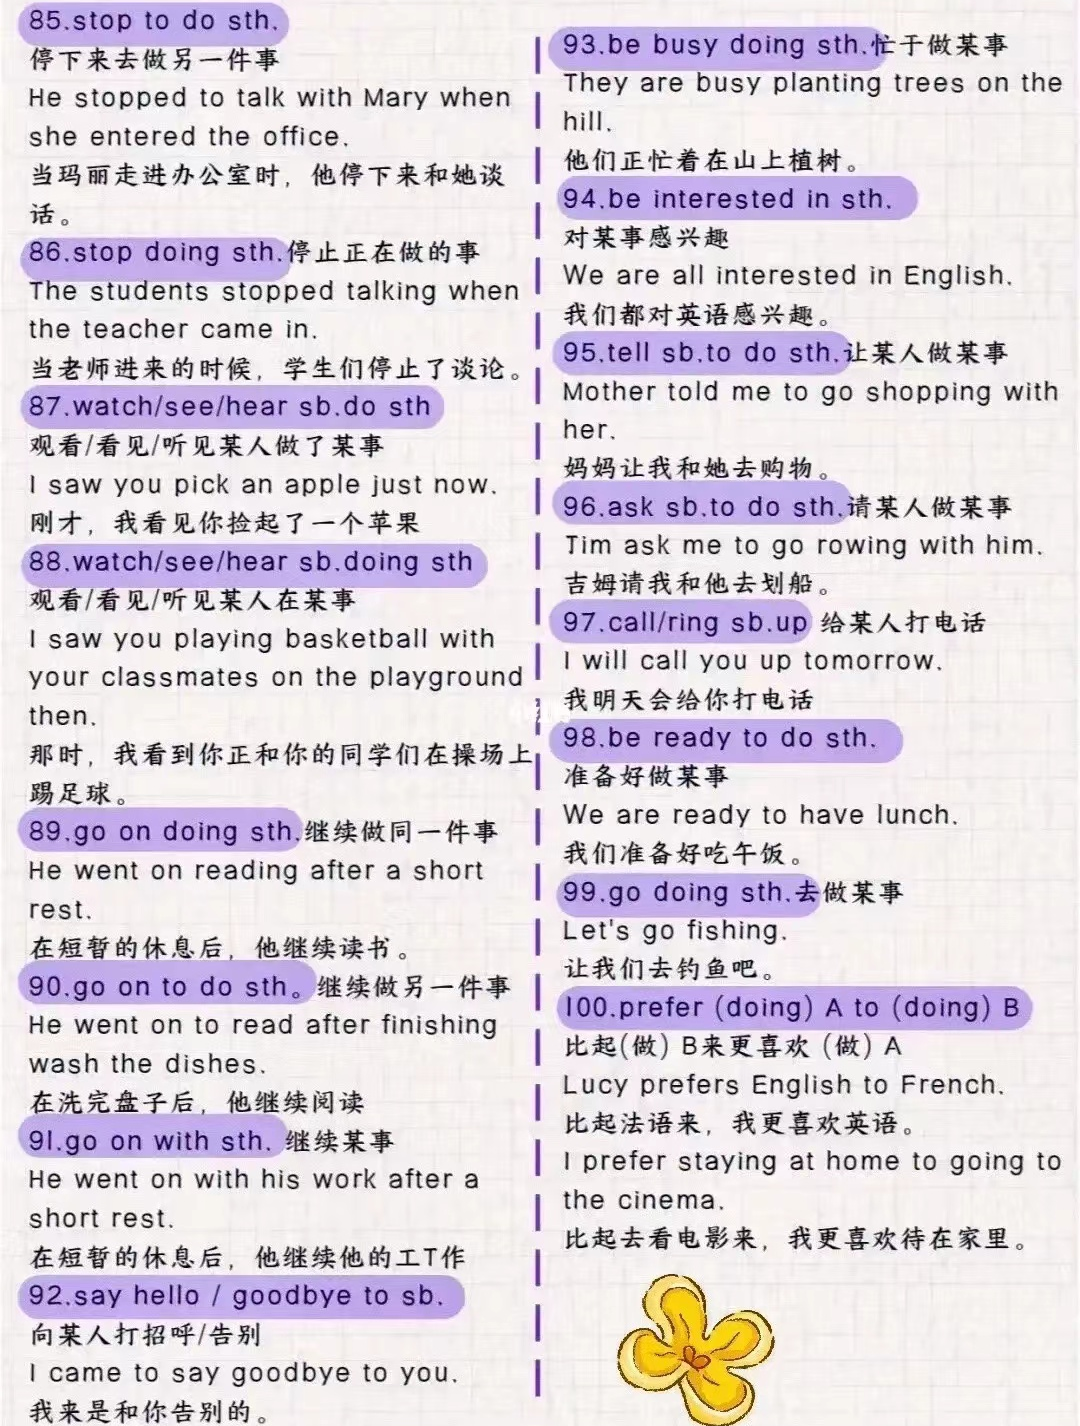 85.stop to do sth.
停下来去做另一件事
He stopped to talk with Mary when
she entered the office.
当玛丽走进办公室时，他停下来和她谈
话。
86.stop doing sth.停止正在做的事
The students stopped talking when
the teacher came in.
当老师进来的时候，学生们停止了谈论。
87.watch/see/hear sb.do sth
观看/看见/听见某人做了某事
I saw you pick an apple just now.
刚才，我看见你捡起了一个苹果
88.watch/see/hear sb.doing sth
观看/看见/听见某人在某事
I saw you playing basketball with
your classmates on the playground
then.
那时，我看到你正和你的同学们在操场上
踢足球。
89.go on doing sth.继续做同一件事
He went on reading after a short
rest.
在短暂的休息后，他继续读书。
90.go on to do sth。继续做另一件事
He went on to read after finishing
wash the dishes.
在洗完盘子后，他继续阅读
91.go on with sth. 继续某事
He went on with his work after a
short rest.
在短暂的休息后，他继续他的工T作
92.say hello / goodbye to sb.
向某人打招呼/告别
I came to say goodbye to you.
我来是和你告别的。
93.be busy doing sth.忙于做某事
They are busy planting trees on the
hill.
他们正忙着在山上植树。
94.be interested in sth.
对某事感兴趣
We are all interested in English.
我们都对英语感兴趣。
95.tell sb.to do sth.让某人做某事
Mother told me to go shopping with
her.
妈妈让我和她去购物。
96.ask sb.to do sth.请某人做某事
Tim ask me to go rowing with him.
吉姆请我和他去划船。
97.call/ring sb.up 给某人打电话
I will call you up tomorrow.
我明天会给你打电话
98.be ready to do sth.
准备好做某事
We are ready to have lunch.
我们准备好吃午饭。
99.go doing sth.去做某事
Let's go fishing.
让我们去钓鱼吧。
100.prefer (doing) A to (doing) B
比起(做) B来更喜欢 (做) A
Lucy prefers English to French.
比起法语来，我更喜欢英语。
I prefer staying at home to going to
the cinema.
比起去看电影来，我更喜欢待在家里。